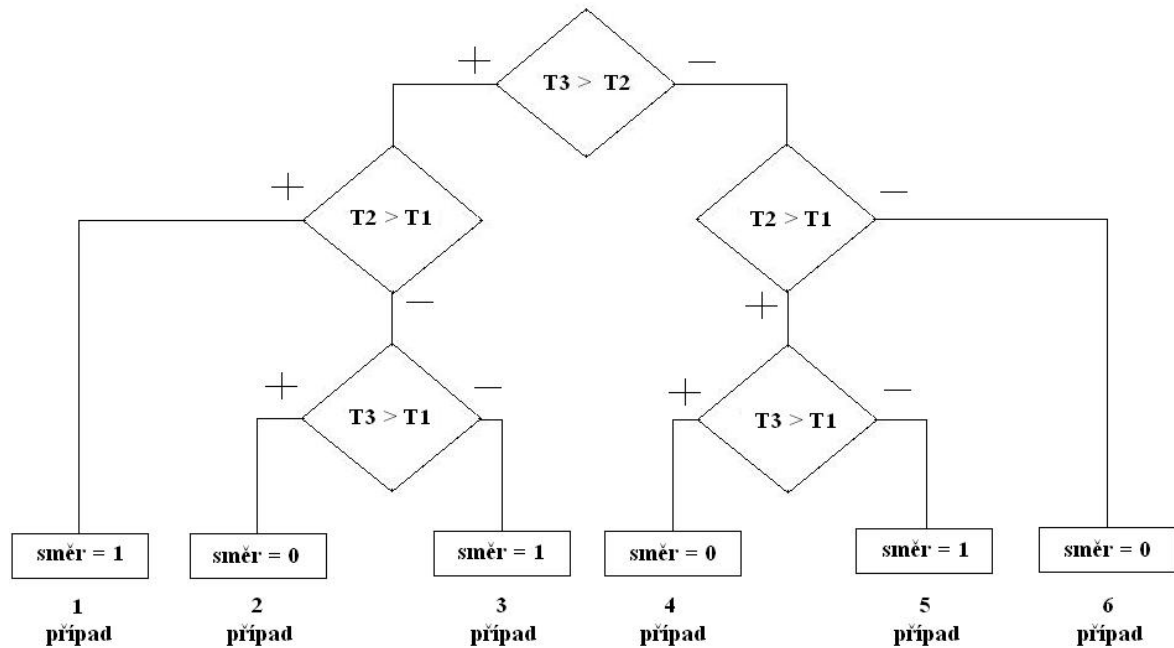 +
−
T3 > T2
+
−
T2 > T1
T2 > T1
−
+
+
−
+
−
T3 > T1
T3 > T1
směr = 1
směr = 0
směr = 1
směr = 0
směr = 1
směr = 0
1
případ
2
případ
3
případ
4
případ
5
případ
6
případ